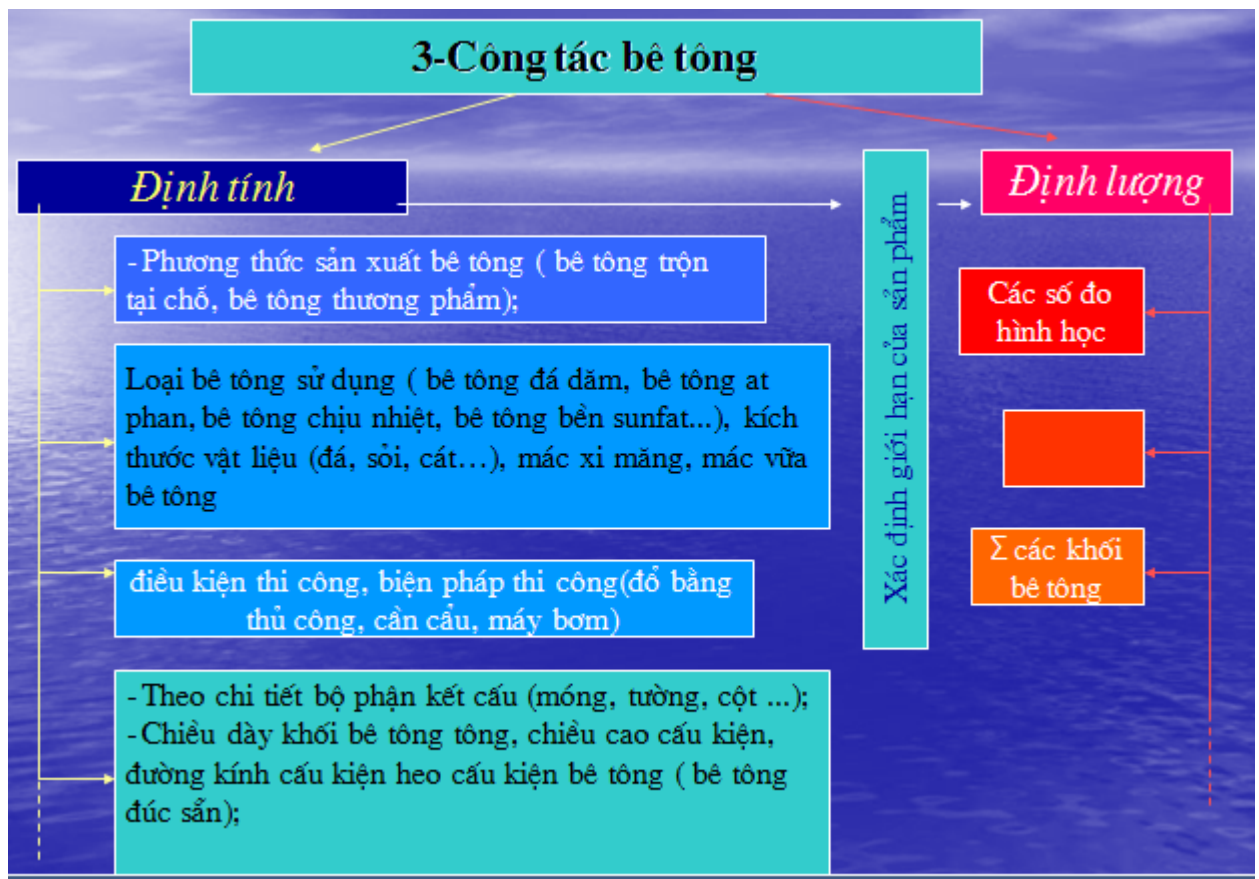 3-Công tác bê tông
Định tính
- Phương thức sản xuất bê tông ( bê tông trộn
tại chỗ, bê tông thương phẩm);
Loại bê tông sử dụng ( bê tông đá dăm, bê tông at
phan, bê tông chịu nhiệt, bê tông bền sunfat...), kích
thước vật liệu (đá, sỏi, cát...), mác xi măng, mác vữa
bê tông
điều kiện thi công, biện pháp thi công(đổ bằng
thủ công, cần cẩu, máy bơm)
- Theo chi tiết bộ phận kết cấu (móng, tường, cột ...);
-Chiều dày khối bê tông tông, chiều cao cấu kiện,
đường kính cấu kiện heo cấu kiện bê tông ( bê tông
đúc sẵn);
Xác định giới hạn của sản phẩm
Định lượng
Các số đo
hình học
Σ các khối
bê tông